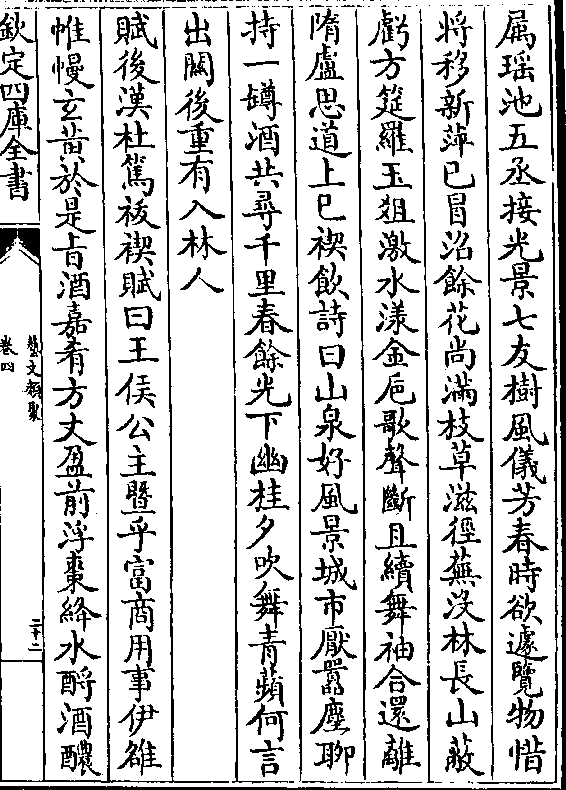 屬瑶池五丞接光景七友樹風儀芳春時欲遽覽物惜
將移新萍已冒沼餘花尚滿枝草滋徑蕪没林長山蔽
虧方筵羅玉俎激水漾金巵歌聲斷且續舞袖合還離
隋盧思道上巳禊飲詩曰山泉好風景城市厭囂塵聊
持一罇酒共尋千里春餘光下幽桂夕吹舞青蘋何言
出關後重有入林人
賦後漢杜篤祓禊賦曰王侯公主暨乎富商用事伊雒
帷幔玄黄於是㫖酒嘉肴方丈盈前浮棗絳水酹酒醲
欽定四庫全書
藝文類聚
卷四
二十二